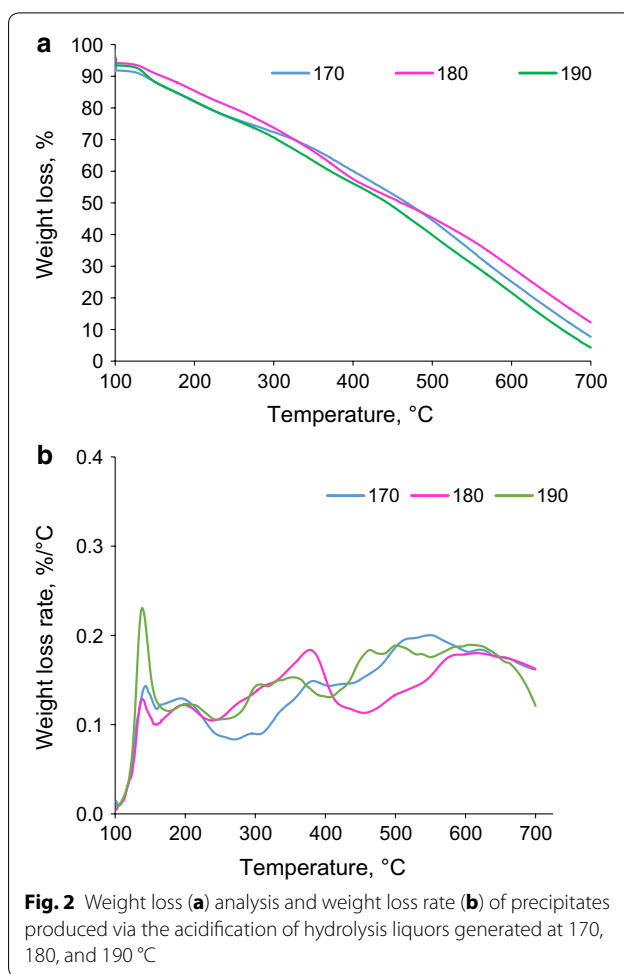 a
170 180 190
100
90
80
70
60
50
40
30
20
10
0
Weight loss, %
100 200 300 400 500 600 700
Temperature, °C
b
170 180 190
0.4
0.3
0.2
0.1
0.0
Weight loss rate, %/°C
100 200 300 400 500 600 700
Temperature, °C
Fig. 2 Weight loss (a) analysis and weight loss rate (b) of precipitates
produced via the acidification of hydrolysis liquors generated at 170,
180, and 190 °C